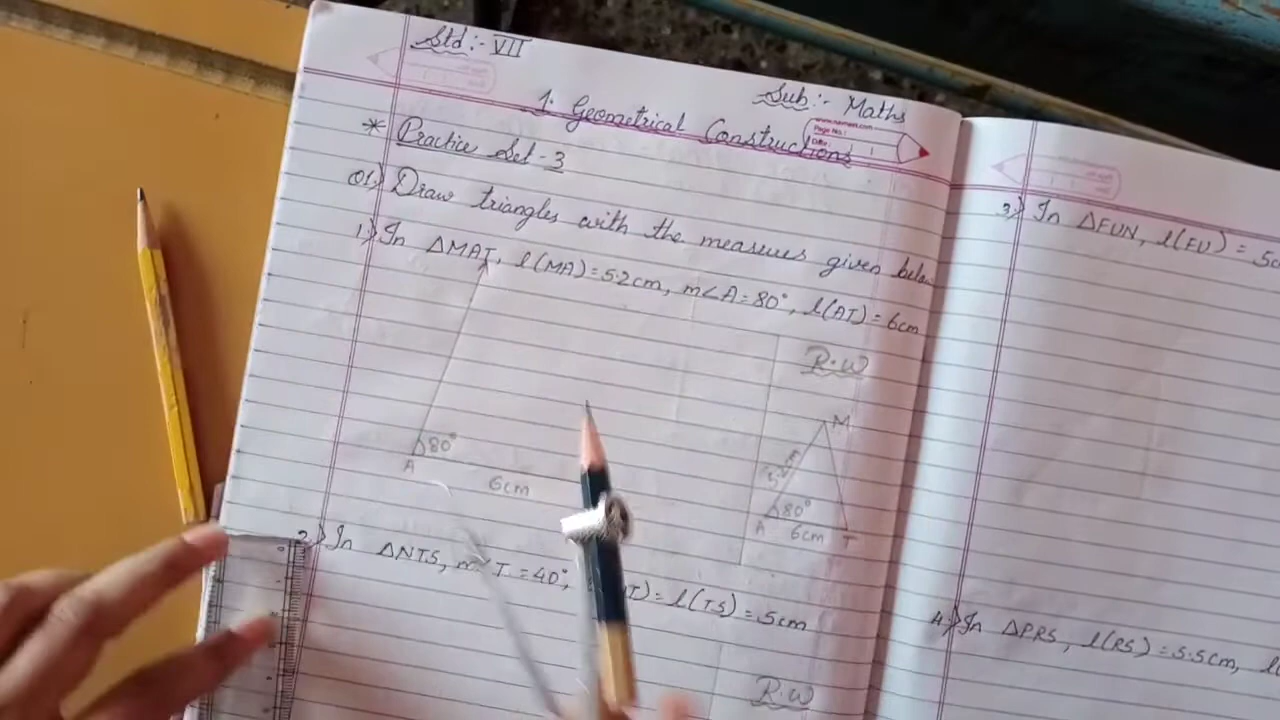 Std:- VII
Sub:- Maths
1. Geometrical Constructions
* Practice Set-3
Q1.) Draw triangles with the measures given below
1.) In ΔMAT, l(MA)=5.2cm, m∠A=80°, l(AT)=6cm
R.W
80°
A
6cm
M
5.2cm
80°
A
6cm
T
2.) In ΔNTS, m∠T=40°, = l(TS)=5cm
R.W
3.) In ΔFUN, l(FU) =
4.) In ΔPRS, l(RS)=5.5cm,